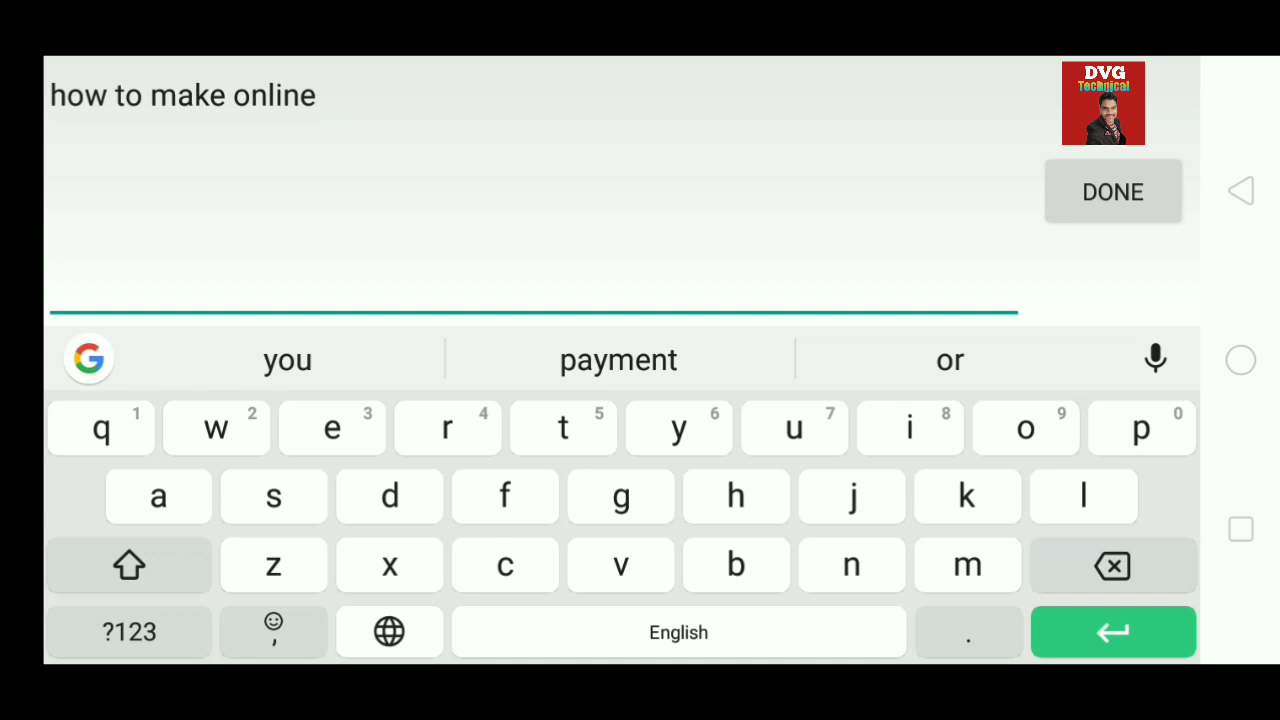 how to make online
DVG
Technical
DONE
you payment or
q 1 w 2 e 3 r 4 t 5 y 6 u 7 i 8 o 9 p 0
a s d f g h j k l
z x c v b n m
?123 , English .